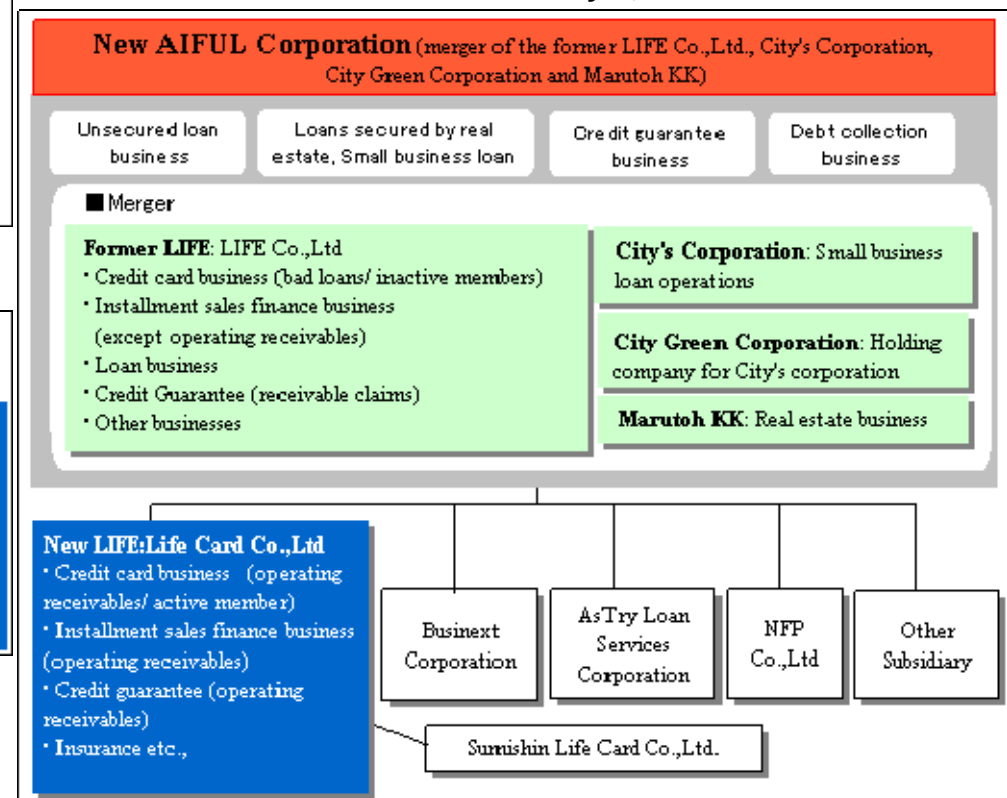 New AIFUL Corporation (merger of the former LIFE Co.,Ltd., City's Corporation,
City Green Corporation and Marutoh KK)
Unsecured loan
business
Loans secured by real
estate, Small business loan
Credit guarantee
business
Debt collection
business
■ Merger
Former LIFE: LIFE Co.,Ltd
・Credit card business (bad loans/ inactive members)
・Installment sales finance business
(except operating receivables)
・Loan business
・Credit Guarantee (receivable claims)
・Other businesses
City's Corporation: Small business
loan operations
City Green Corporation: Holding
company for City's corporation
Marutoh KK: Real estate business
New LIFE:Life Card Co.,Ltd
・Credit card business (operating
receivables/ active member)
・Installment sales finance business
(operating receivables)
・Credit guarantee (operating
receivables)
・Insurance etc.,
Businext
Corporation
AsTry Loan
Services
Corporation
NFP
Co.,Ltd
Other
Subsidiary
Sumishin Life Card Co.,Ltd.